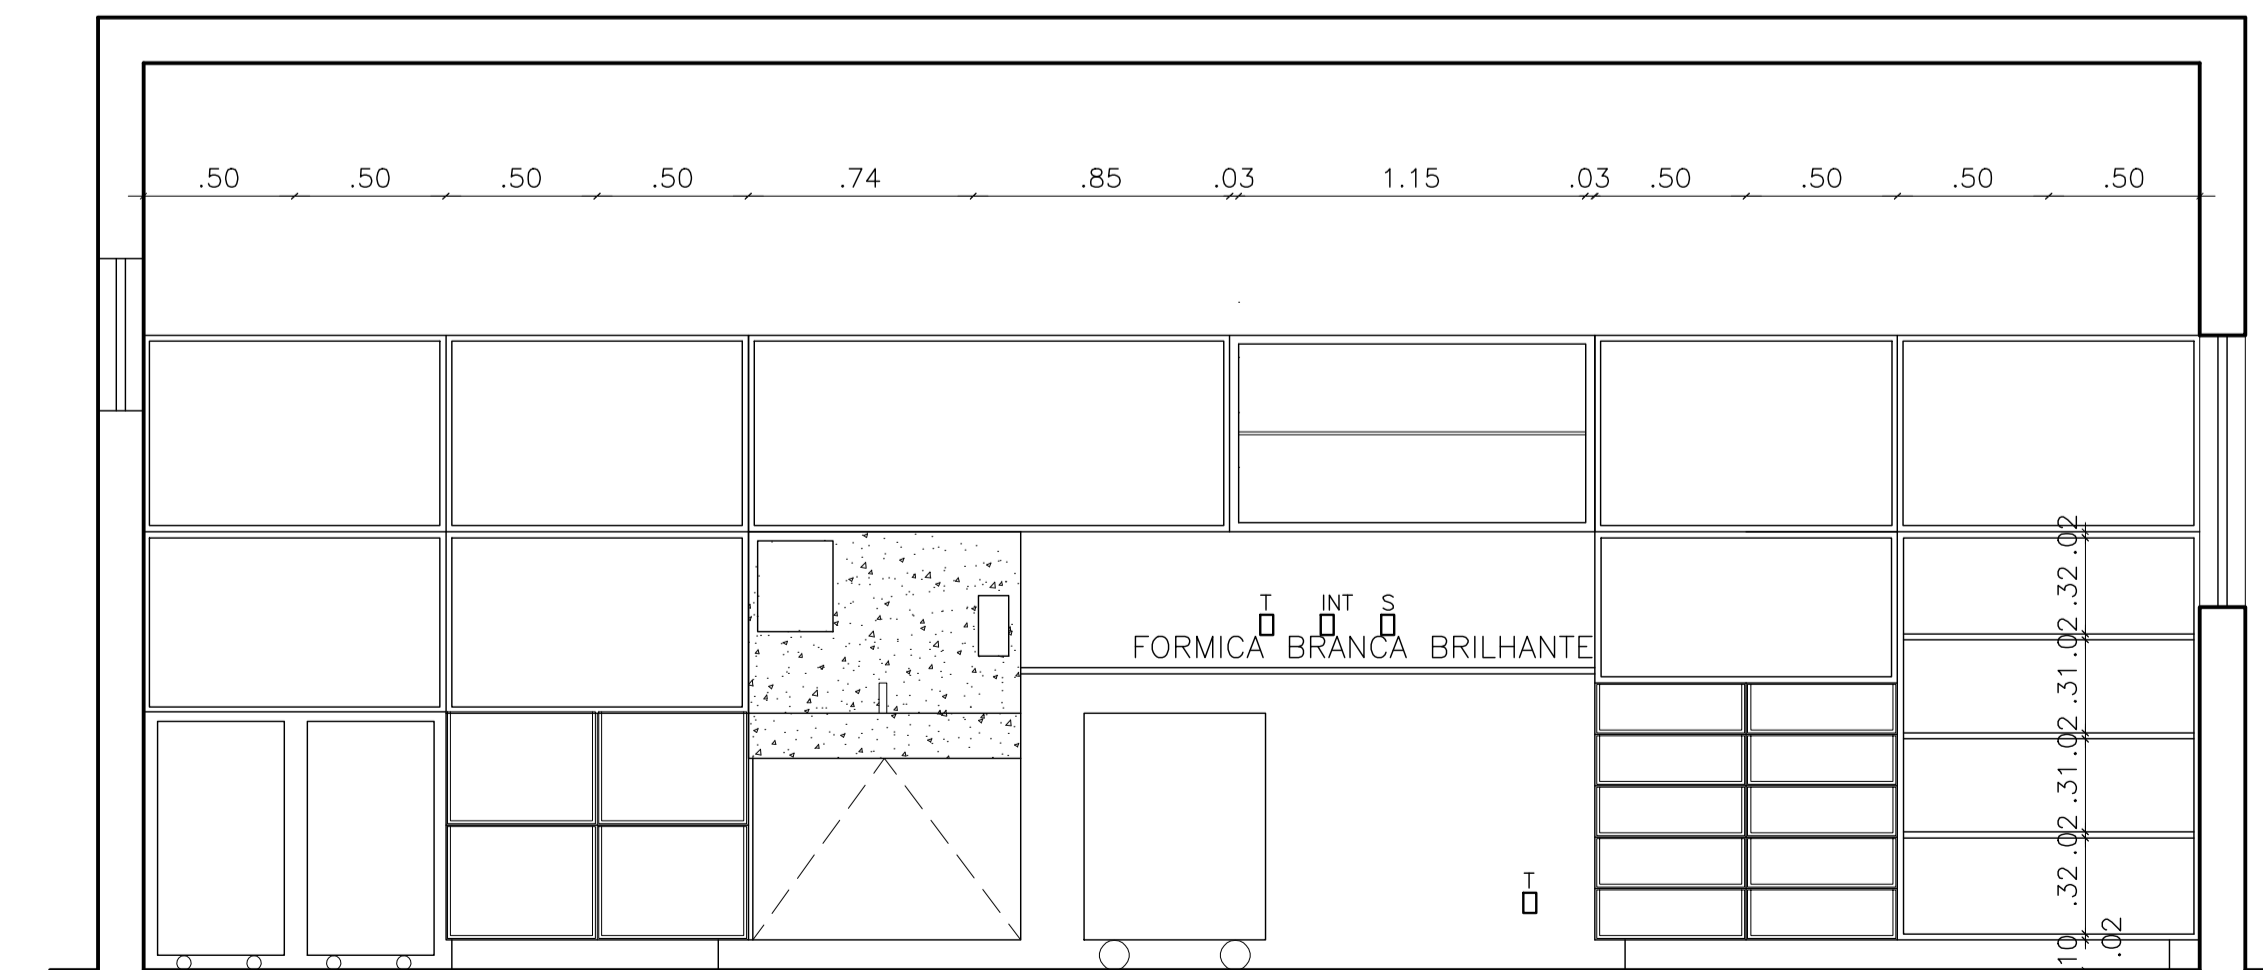 .50 .50 .50 .50 .74 .85 .03 1.15 .03 .50 .50 .50 .50
T INT S
FORMICA BRANCA BRILHANTE
T
.10 .32 .02 .31 .02 .31 .02 .32 .02
.02